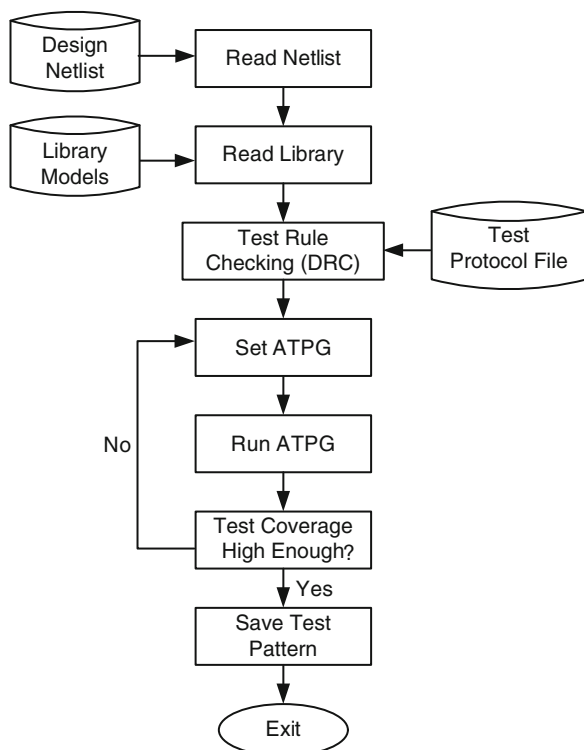 Design
Netlist
Read Netlist
Library
Models
Read Library
Test Rule
Checking (DRC)
Test
Protocol File
Set ATPG
No
Run ATPG
Test Coverage
High Enough?
Yes
Save Test
Pattern
Exit